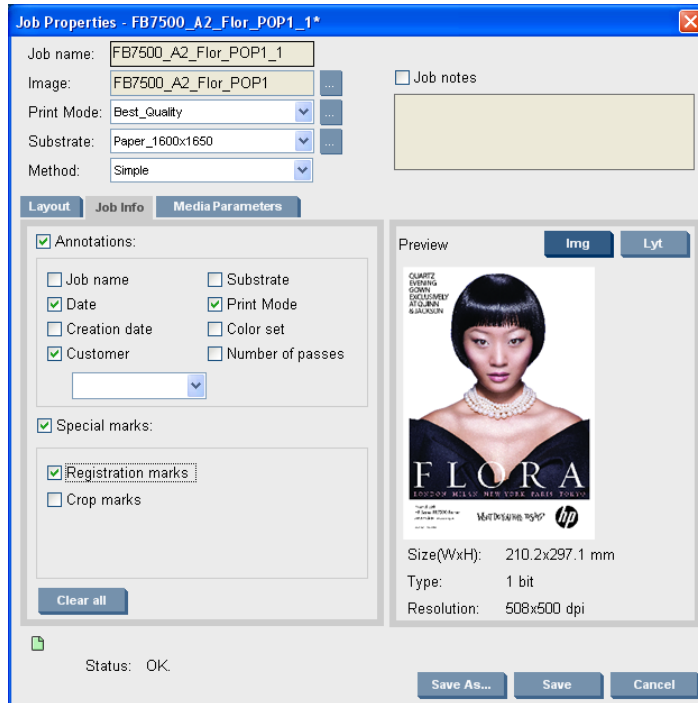 Job Properties - FB7500_A2_Flor_POP1_1*
Job name: FB7500_A2_Flor_POP1_1
Image: FB7500_A2_Flor_POP1 ...
Job notes
Print Mode: Best_Quality
Substrate: Paper_1600x1650 ...
Method: Simple
Layout Job Info Media Parameters
Annotations:
Job name Substrate
Date Print Mode
Creation date Color set
Customer Number of passes
Special marks:
Registration marks
Crop marks
Clear all
Preview Img Lyt
QUARTZ
EVENING
GOWN
EXCLUSIVELY
AT QUINN
& JACKSON
FLORA
LONDON MILAN NEW YORK PARIS TOKYO
hp
Size(WxH): 210.2x297.1 mm
Type: 1 bit
Resolution: 508x500 dpi
Status: OK.
Save As... Save Cancel